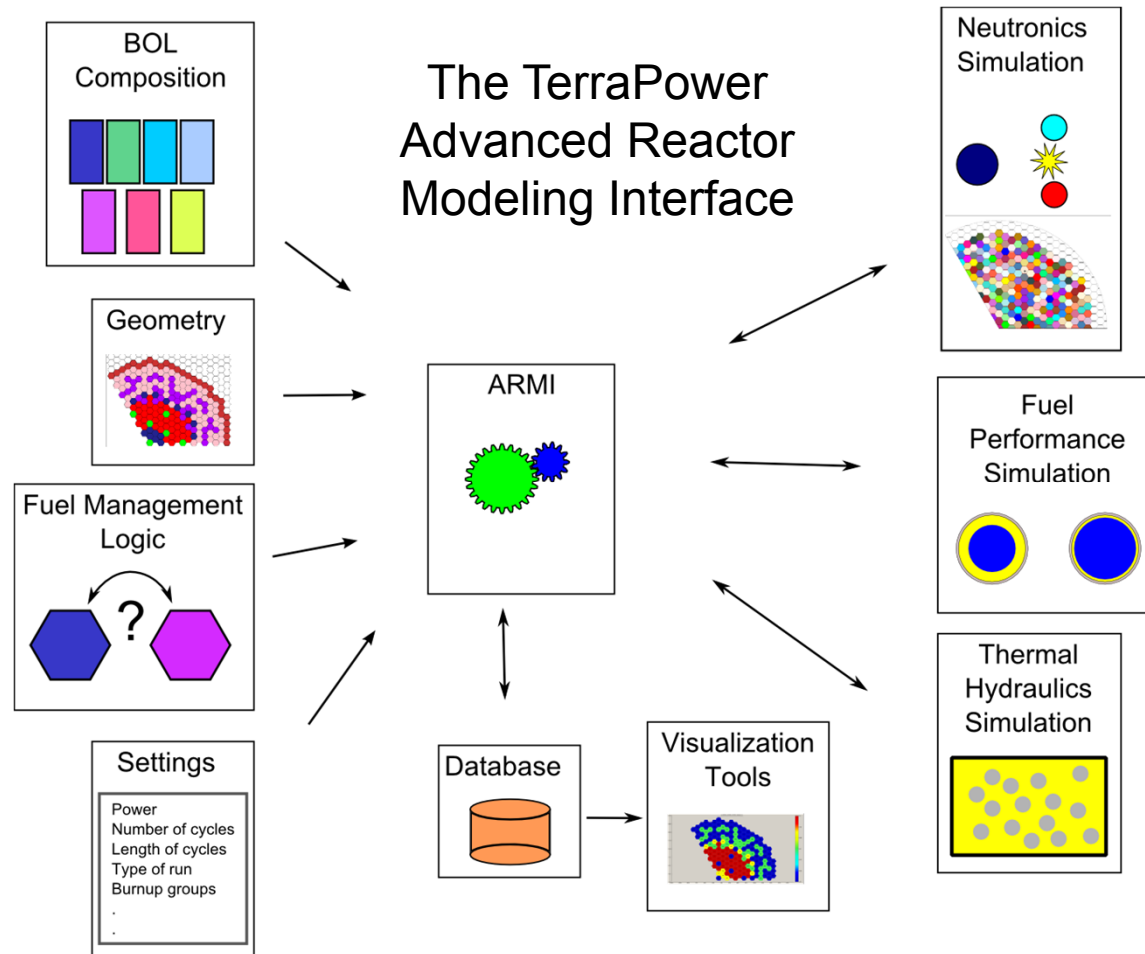 BOL
Composition
The TerraPower
Advanced Reactor
Modeling Interface
Neutronics
Simulation
Geometry
ARMI
Fuel
Performance
Simulation
Fuel Management
Logic
?
Thermal
Hydraulics
Simulation
Settings
Power
Number of cycles
Length of cycles
Type of run
Burnup groups
.
.
Database
Visualization
Tools